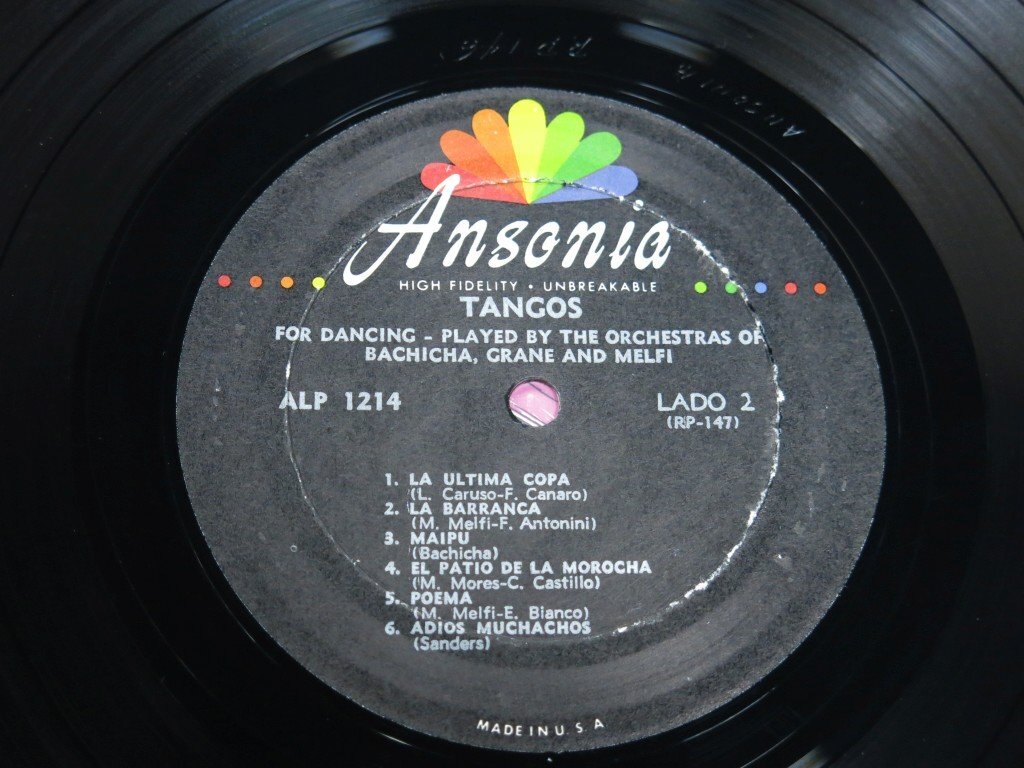 Ansonia
HIGH FIDELITY • UNBREAKABLE
TANGOS
FOR DANCING - PLAYED BY THE ORCHESTRAS OF
BACHICHA, GRANE AND MELFI
ALP 1214
LADO 2
(RP-147)
1. LA ULTIMA COPA
(L. Caruso-F. Canaro)
2. LA BARRANCA
(M. Melfi-F. Antonini)
3. MAIPU
(Bachicha)
4. EL PATIO DE LA MOROCHA
(M. Mores-C. Castillo)
5. POEMA
(M. Melfi-E. Bianco)
6. ADIOS MUCHACHOS
(Sanders)
MADE IN U. S. A